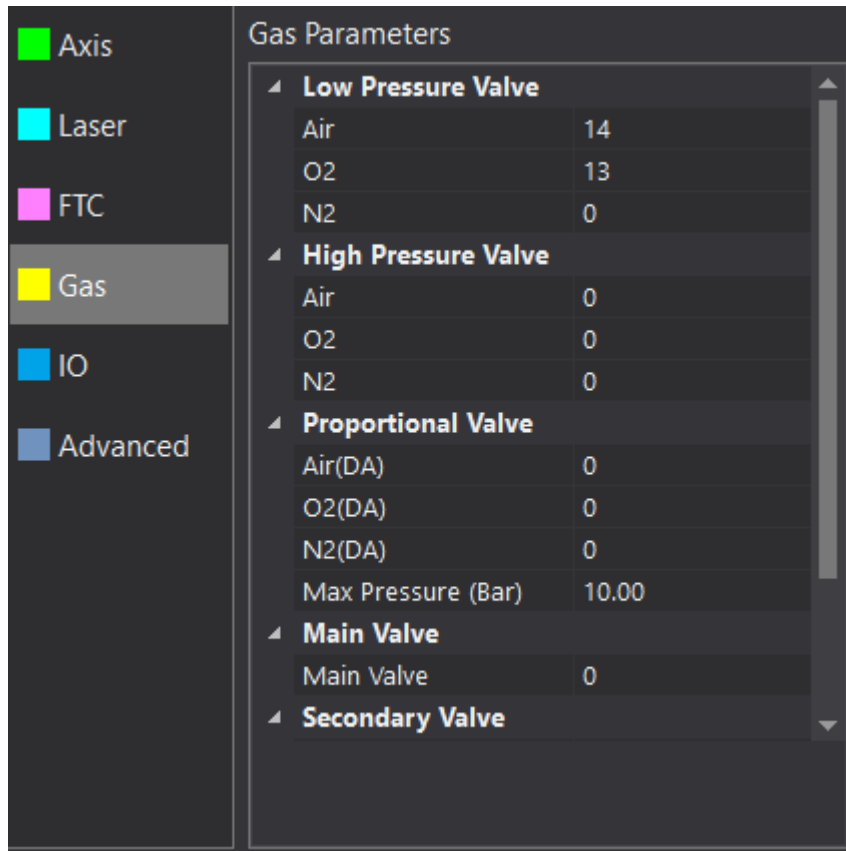 Axis
Laser
FTC
Gas
IO
Advanced
Gas Parameters
Low Pressure Valve
Air 14
O2 13
N2 0
High Pressure Valve
Air 0
O2 0
N2 0
Proportional Valve
Air(DA) 0
O2(DA) 0
N2(DA) 0
Max Pressure (Bar) 10.00
Main Valve
Main Valve 0
Secondary Valve